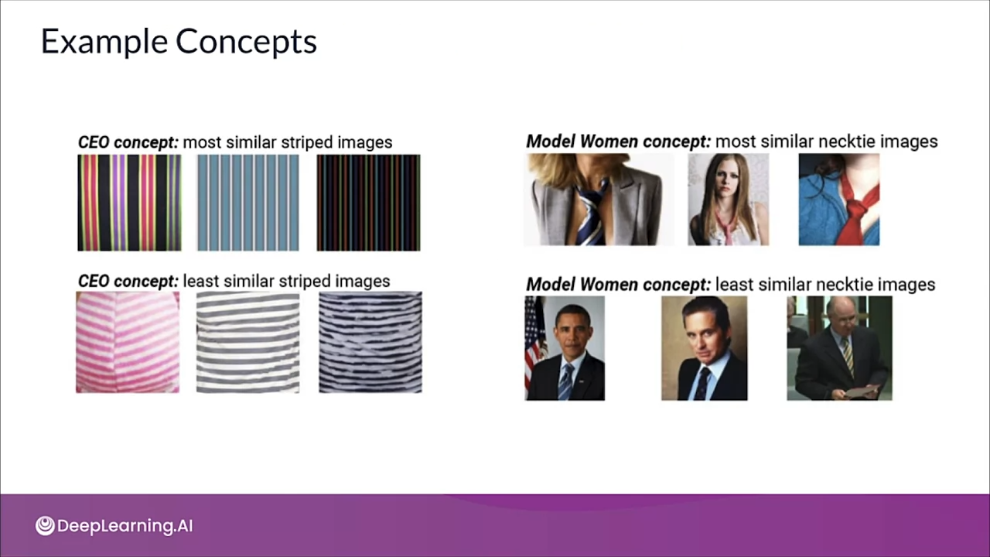 Example Concepts
CEO concept: most similar striped images
CEO concept: least similar striped images
Model Women concept: most similar necktie images
Model Women concept: least similar necktie images
DeepLearning.AI